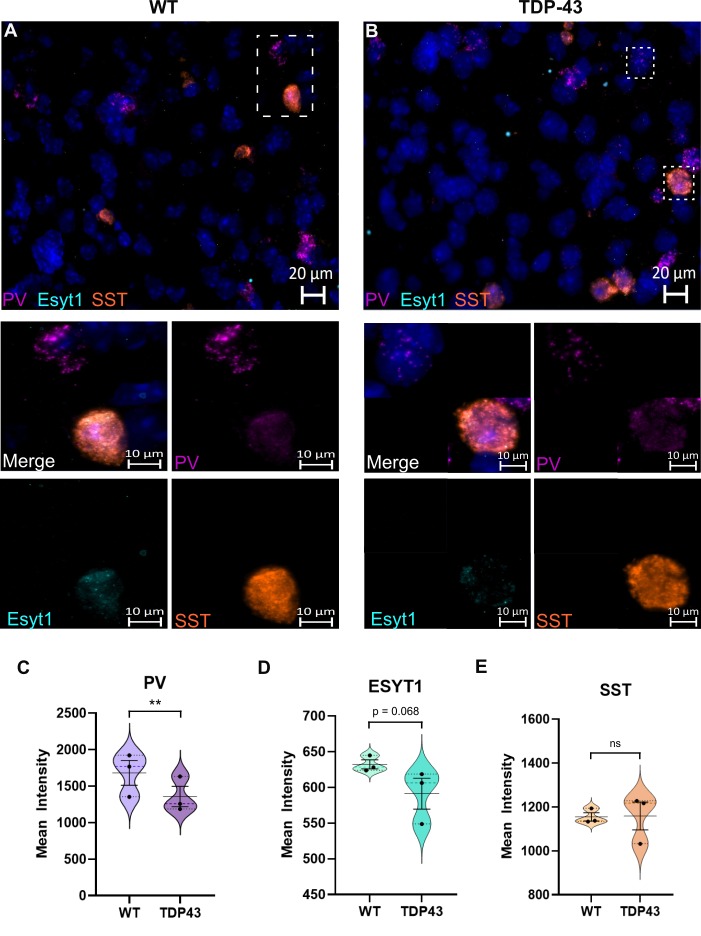 WT TDP-43
A B
20 µm 20 µm
PV Esyt1 SST PV Esyt1 SST
Merge 10 µm PV 10 µm Merge 10 µm PV 10 µm
Esyt1 10 µm SST 10 µm Esyt1 10 µm SST 10 µm
C
PV
**
Mean Intensity
2500
2000
1500
1000
500
0
WT TDP43
D
ESYT1
p = 0.068
Mean Intensity
700
650
600
550
500
450
WT TDP43
E
SST
ns
Mean Intensity
1600
1400
1200
1000
800
WT TDP43